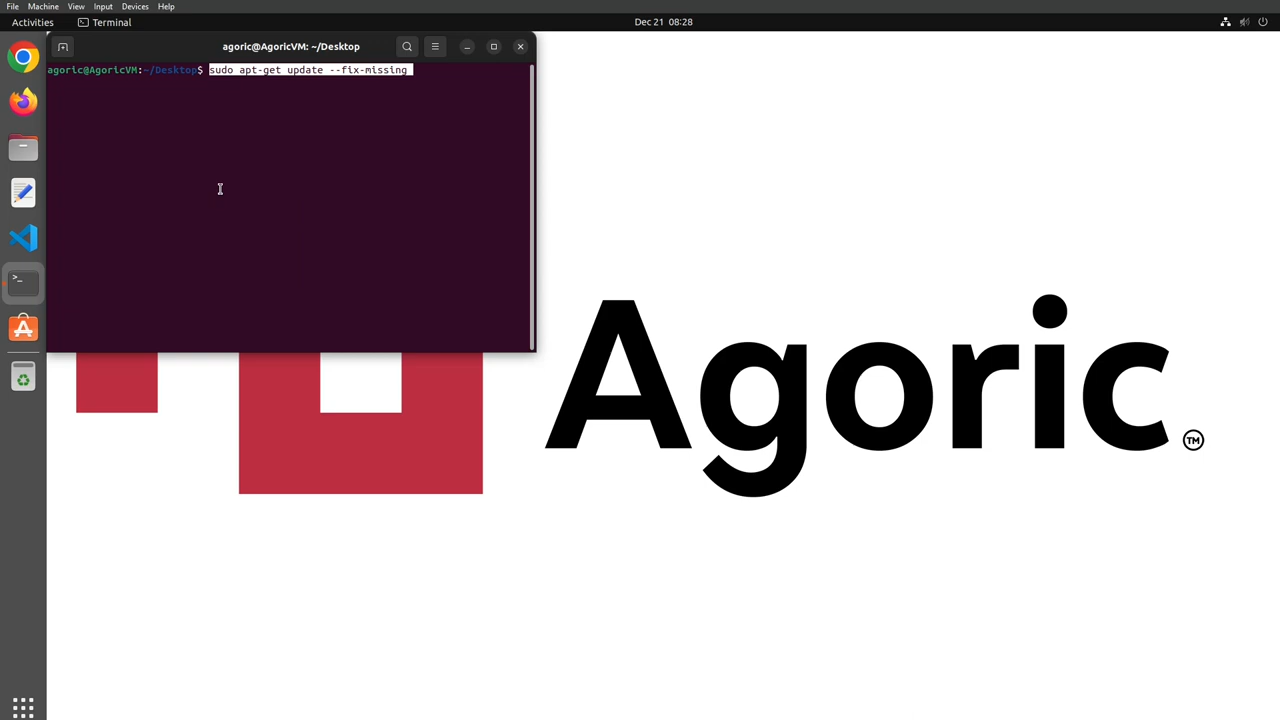 File Machine View Input Devices Help
Activities Terminal Dec 21 08:28
agoric@AgoricVM: ~/Desktop
agoric@AgoricVM:~/Desktop$ sudo apt-get update --fix-missing
Agoric TM